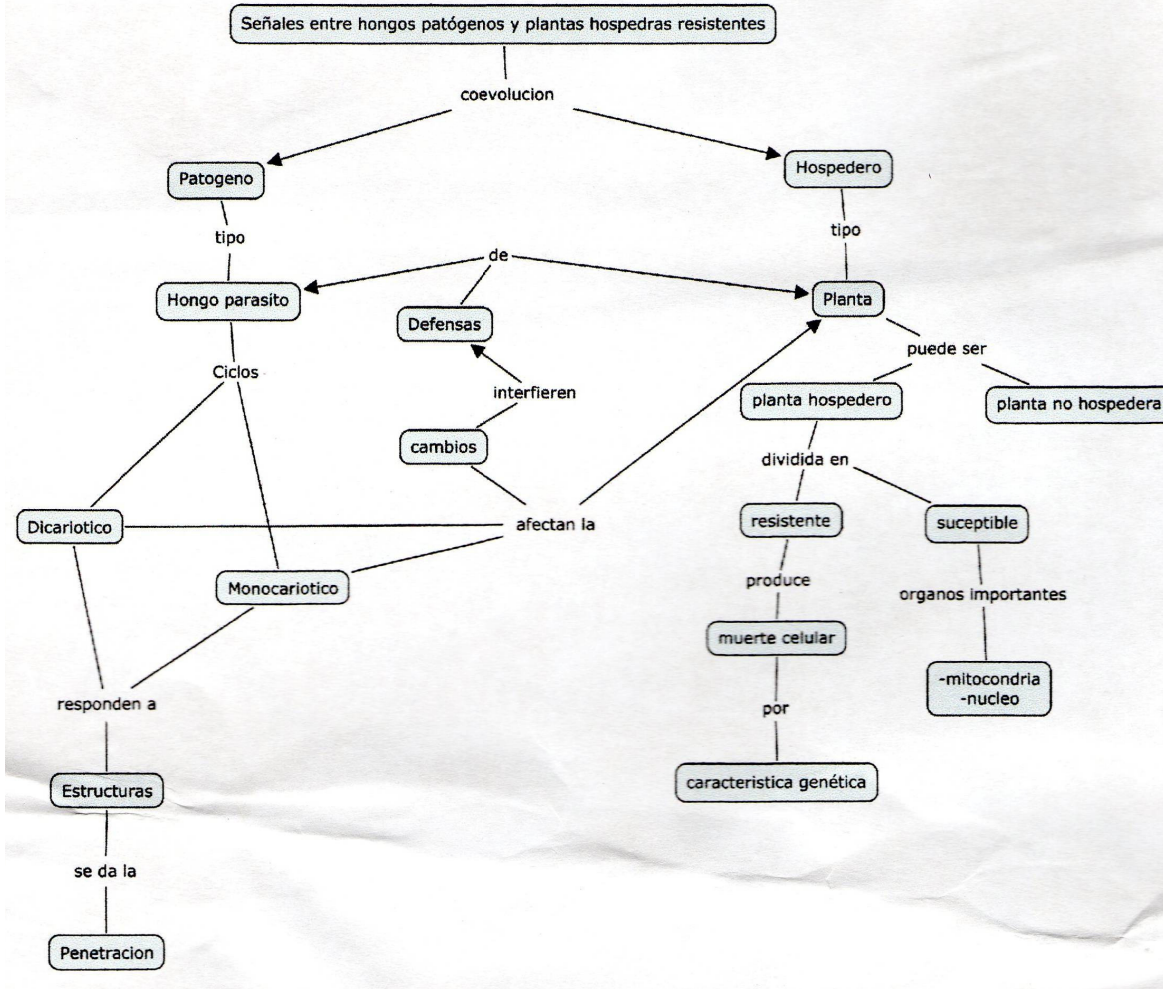 Señales entre hongos patógenos y plantas hospedras resistentes
coevolucion
Patogeno
Hospedero
tipo
tipo
de
Hongo parasito
Planta
Defensas
puede ser
Ciclos
interfieren
planta hospedero
planta no hospedera
cambios
dividida en
Dicariotico
afectan la
resistente
suceptible
Monocariotico
produce
organos importantes
muerte celular
-mitocondria
-nucleo
responden a
por
Estructuras
caracteristica genética
se da la
Penetracion